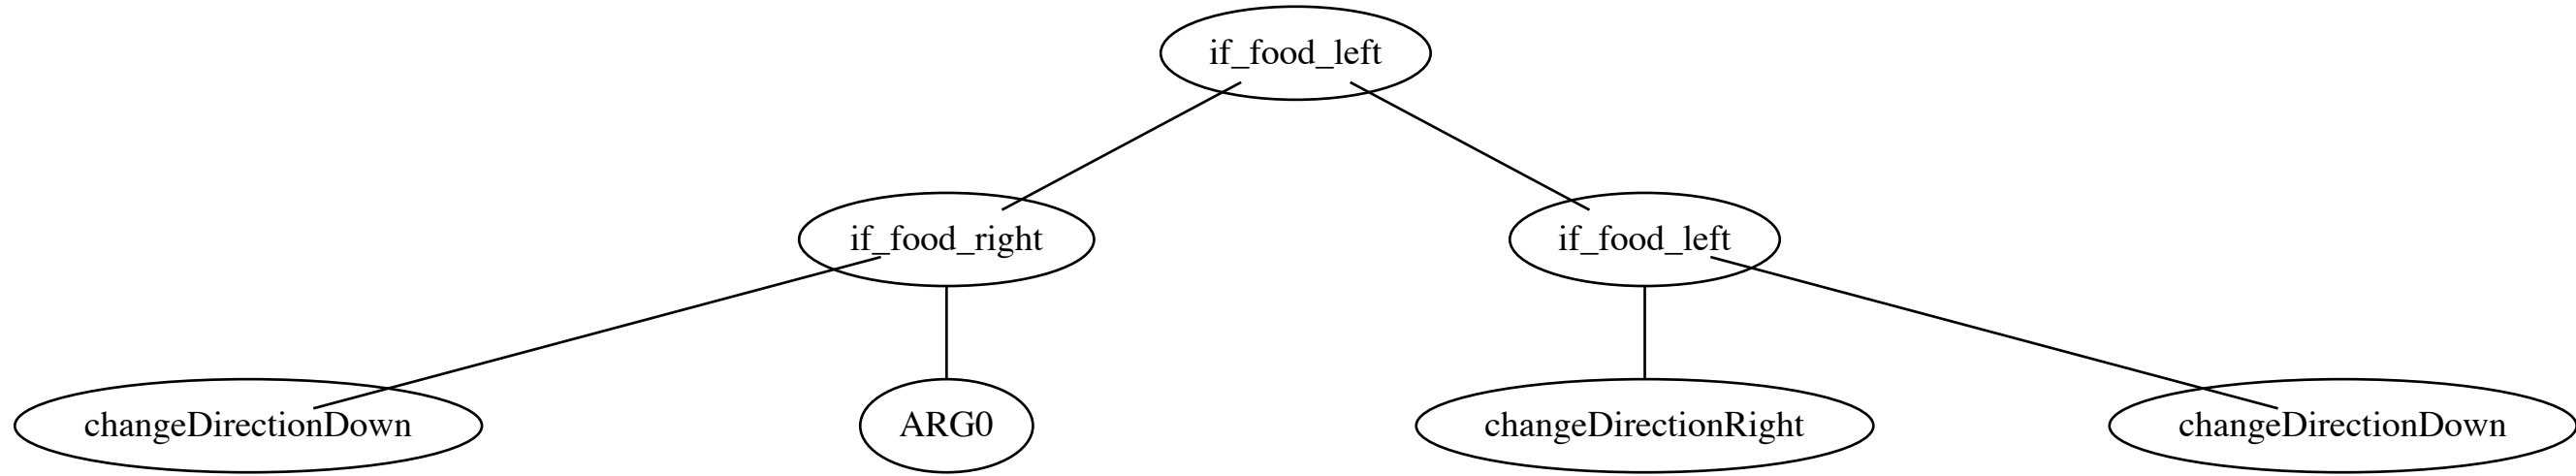 if_food_left
if_food_right
if_food_left
changeDirectionDown
ARG0
changeDirectionRight
changeDirectionDown